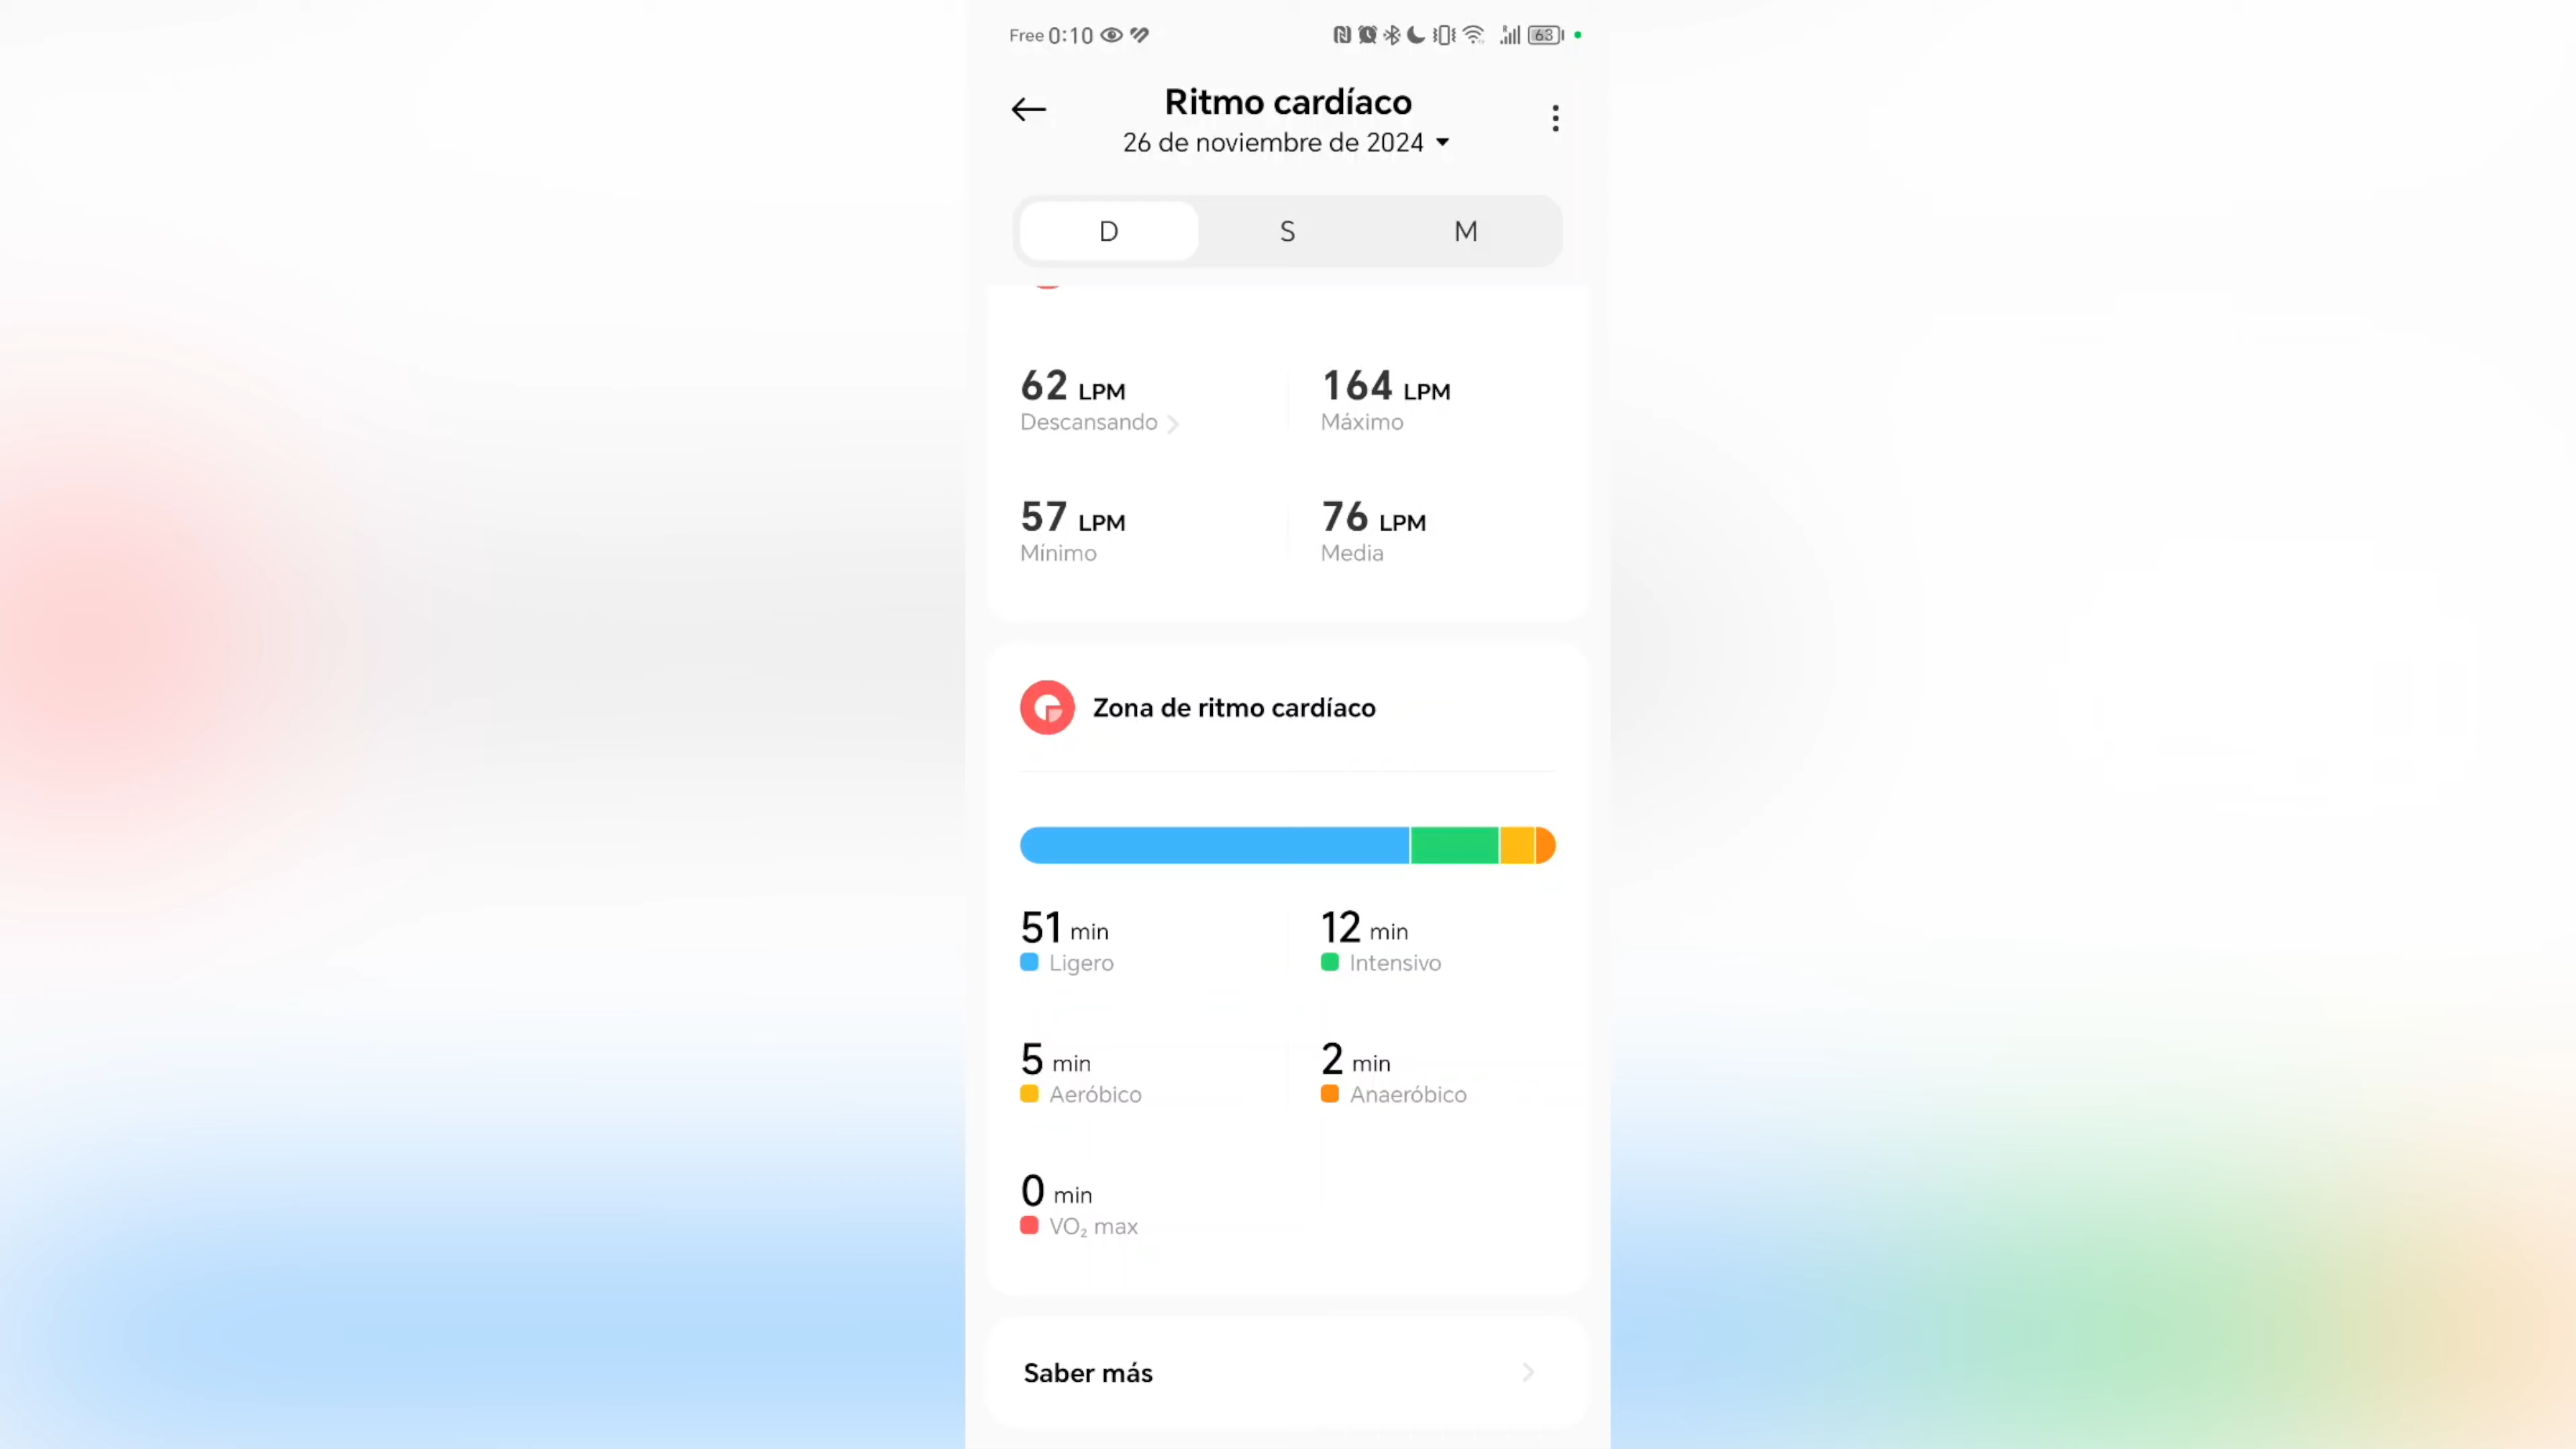 Free 0:10
63
Ritmo cardíaco
26 de noviembre de 2024
D S M
62 LPM 164 LPM
Descansando Máximo
57 LPM 76 LPM
Mínimo Media
Zona de ritmo cardíaco
51 min 12 min
Ligero Intensivo
5 min 2 min
Aeróbico Anaeróbico
0 min
VO₂ max
Saber más